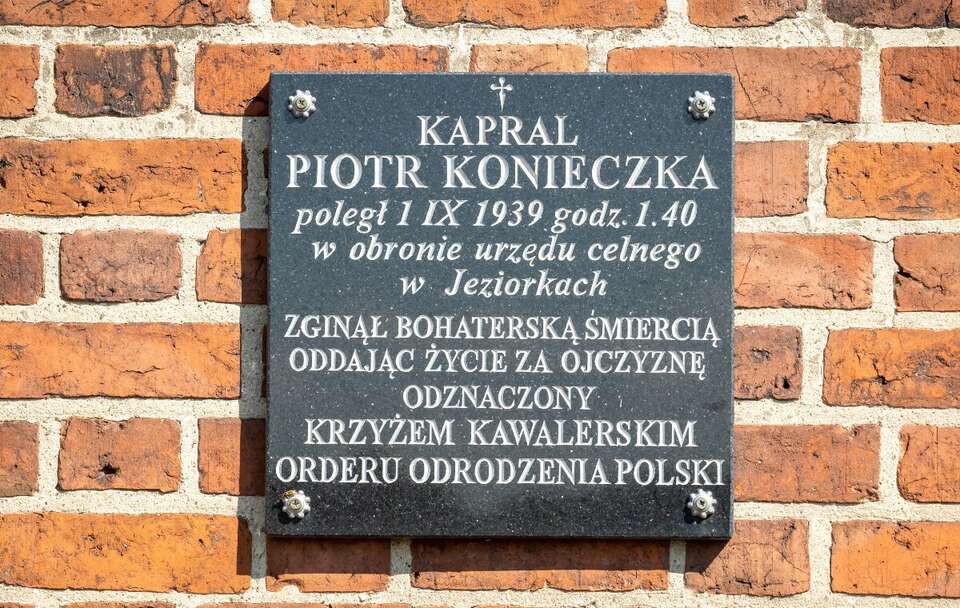 KAPRAL
PIOTR KONIECZKA
poległ 1 IX 1939 godz. 1.40
w obronie urzędu celnego
w Jeziorkach
ZGINĄŁ BOHATERSKĄ ŚMIERCIĄ
ODDAJĄC ŻYCIE ZA OJCZYZNĘ
ODZNACZONY
KRZYŻEM KAWALERSKIM
ORDERU ODRODZENIA POLSKI